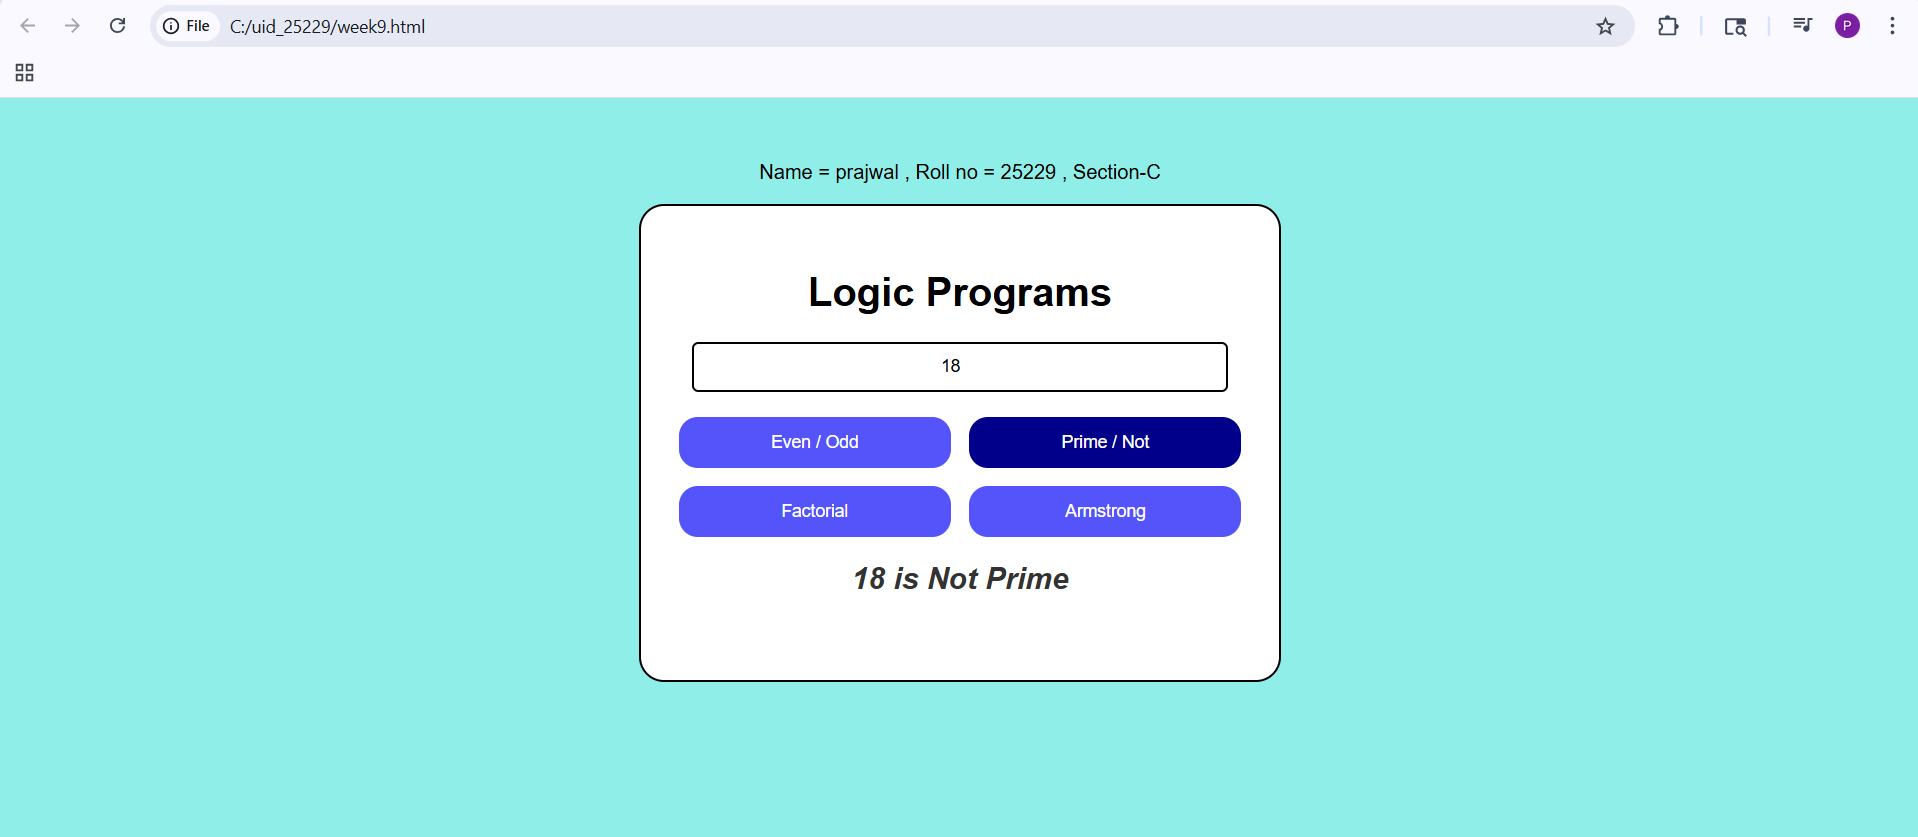 File C:/uid_25229/week9.html P
Name = prajwal , Roll no = 25229 , Section-C
Logic Programs
18
Even / Odd Prime / Not
Factorial Armstrong
18 is Not Prime